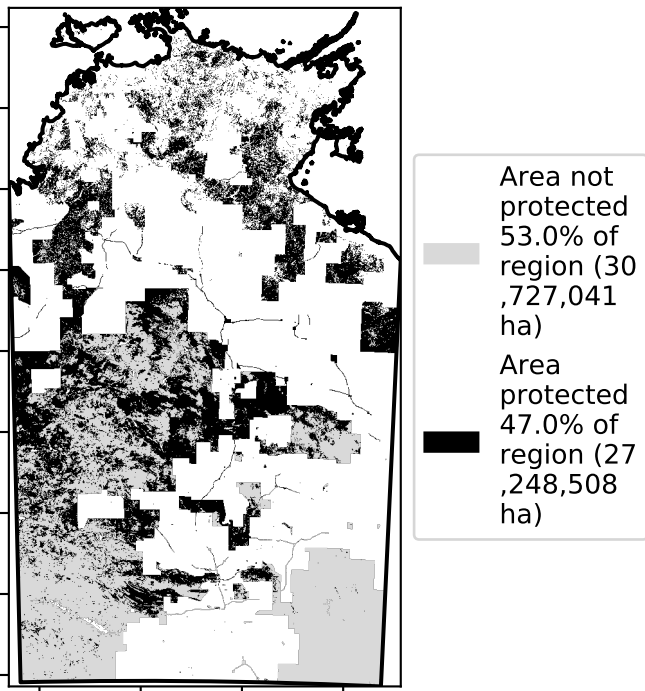 Area not
protected
53.0% of
region (30
,727,041
ha)
Area
protected
47.0% of
region (27
,248,508
ha)